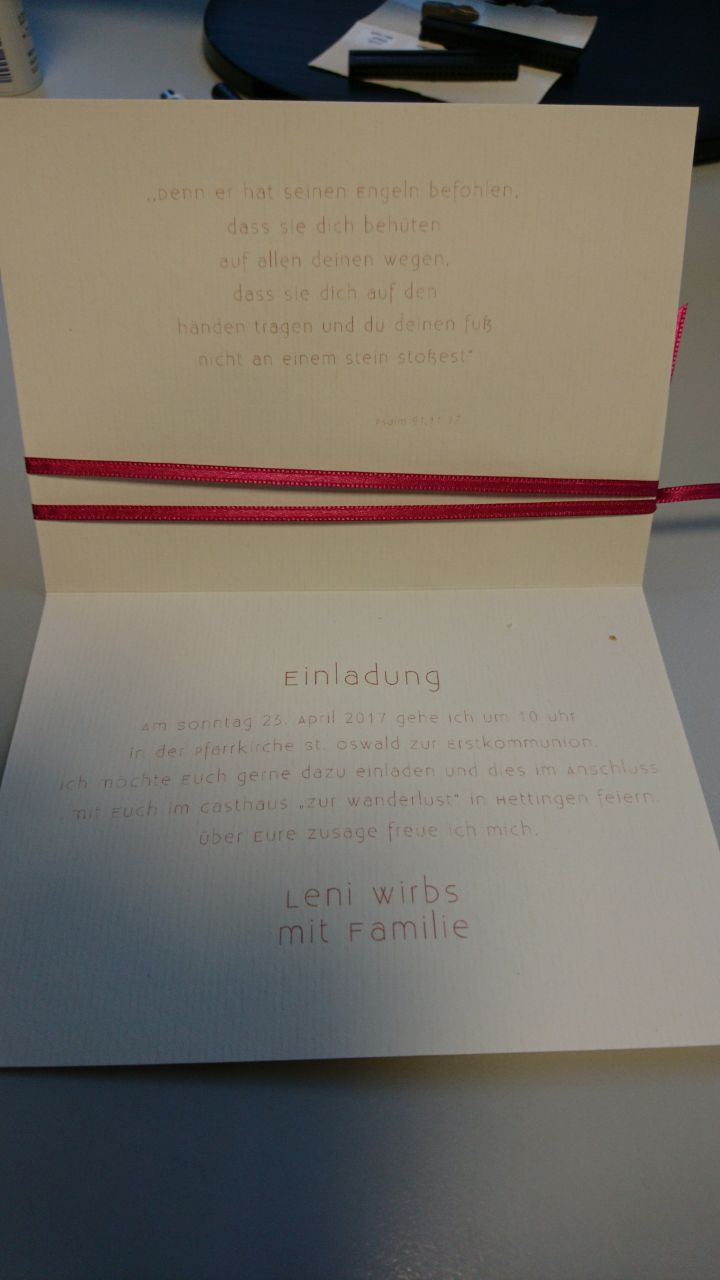 „Denn er hat seinen Engeln befohlen,
dass sie dich behüten
auf allen deinen wegen,
dass sie dich auf den
händen tragen und du deinen fuß
nicht an einem stein stoßest“
Psalm 91,11-12
Einladung
Am sonntag 23. April 2017 gehe ich um 10 uhr
in der Pfarrkirche St. Oswald zur Erstkommunion.
ich möchte Euch gerne dazu einladen und dies im Anschluss
mit Euch im Gasthaus „zur wanderlust“ in Hettingen feiern.
über Eure zusage freue ich mich.
Leni wirbs
mit Familie